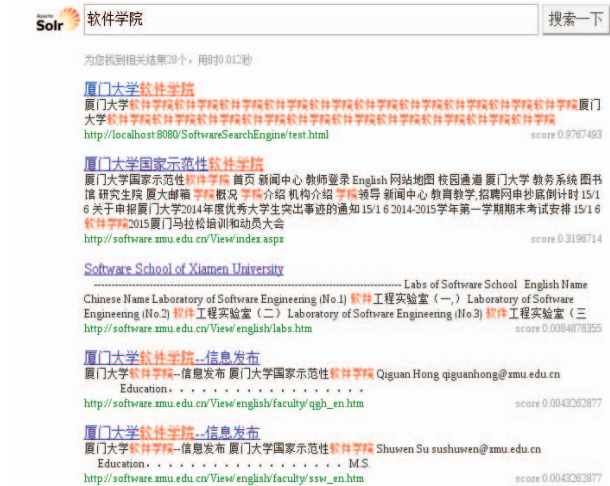 Apache
Solr
软件学院
搜索一下
为您找到相关结果28个，用时0.012秒
厦门大学软件学院
厦门大学软件学院软件学院软件学院软件学院软件学院软件学院软件学院软件学院软件学院软件学院厦门
大学软件学院软件学院软件学院软件学院软件学院软件学院软件学院软件学院软件学院软件学院
http://localhost:8080/SoftwareSearchEngine/test.html score:0.9767493
厦门大学国家示范性软件学院
厦门大学国家示范性软件学院 首页 新闻中心 教师登录 English 网站地图 校园通道 厦门大学 教务系统 图书
馆 研究生院 厦大邮箱 学院概况 学院介绍 机构介绍 学院领导 新闻中心 教育教学,招聘网申抄底倒计时 15/1
6 关于申报厦门大学2014年度优秀大学生突出事迹的通知 15/1 6 2014-2015学年第一学期期末考试安排 15/1 6
软件学院2015厦门马拉松培训和动员大会
http://software.xmu.edu.cn/View/index.aspx score:0.3196714
Software School of Xiamen University
Labs of Software School English Name
Chinese Name Laboratory of Software Engineering (No.1) 软件工程实验室（一,） Laboratory of Software
Engineering (No.2) 软件工程实验室（二） Laboratory of Software Engineering (No.3) 软件工程实验室（三
http://software.xmu.edu.cn/View/english/labs.htm score:0.0084878355
厦门大学软件学院--信息发布
厦门大学软件学院--信息发布 厦门大学国家示范性软件学院 Qiguan Hong qiguanhong@xmu.edu.cn
Education. . . . . . . . . . . . . . . . . .
http://software.xmu.edu.cn/View/english/faculty/qgh_en.htm score:0.0043262877
厦门大学软件学院--信息发布
厦门大学软件学院--信息发布 厦门大学国家示范性软件学院 Shuwen Su sushuwen@xmu.edu.cn
Education. . . . . . . . . . . . . . . . . . M.S.
http://software.xmu.edu.cn/View/english/faculty/ssw_en.htm score:0.0043262877